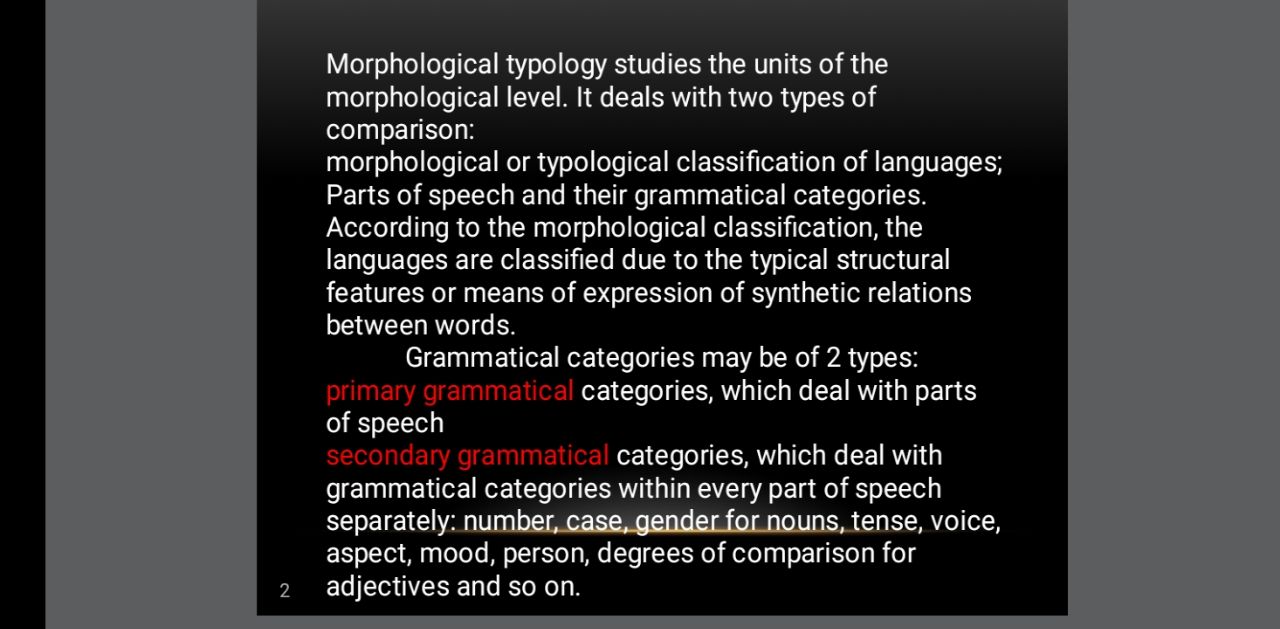 Morphological typology studies the units of the
morphological level. It deals with two types of
comparison:
morphological or typological classification of languages;
Parts of speech and their grammatical categories.
According to the morphological classification, the
languages are classified due to the typical structural
features or means of expression of synthetic relations
between words.
Grammatical categories may be of 2 types:
primary grammatical categories, which deal with parts
of speech
secondary grammatical categories, which deal with
grammatical categories within every part of speech
separately: number, case, gender for nouns, tense, voice,
aspect, mood, person, degrees of comparison for
adjectives and so on.
2